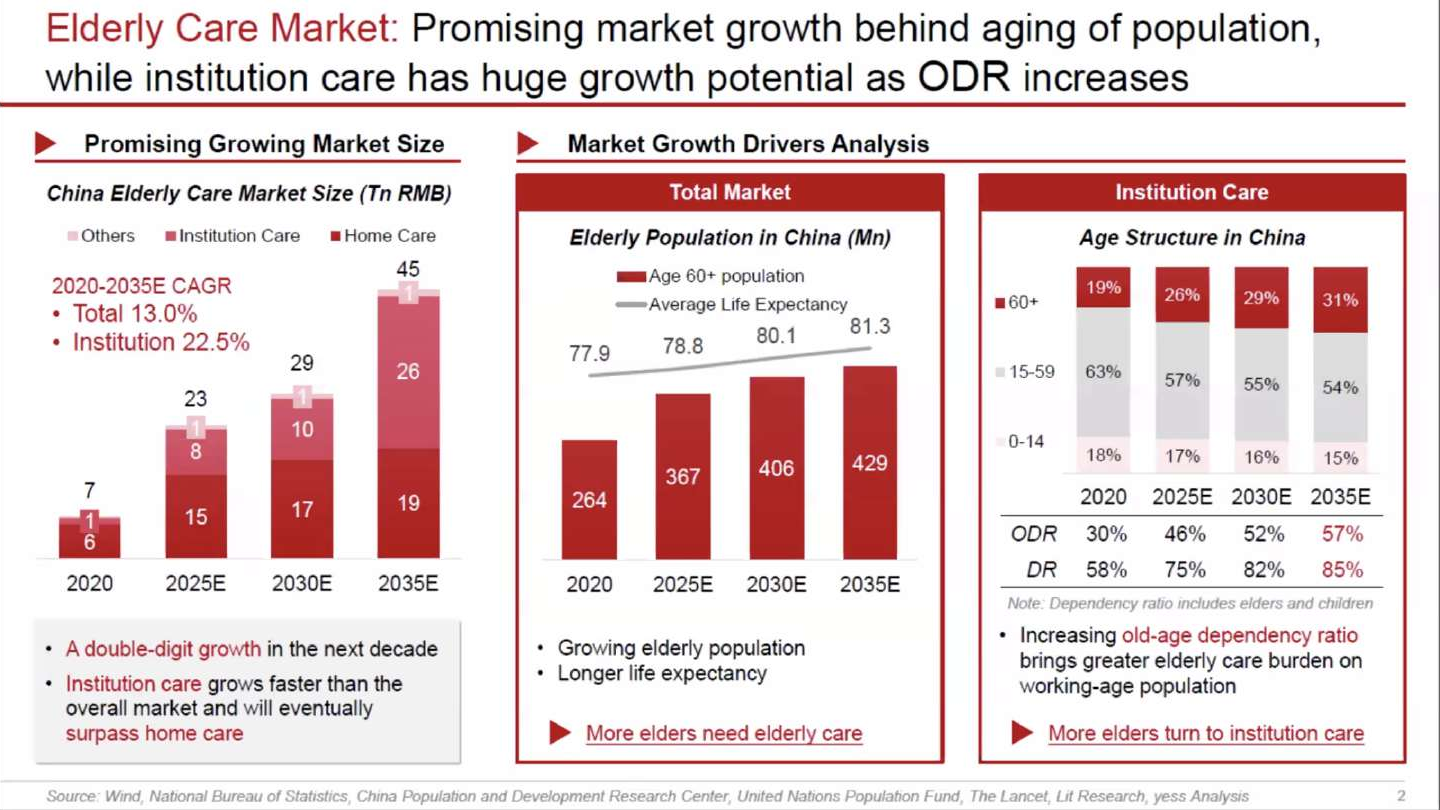 Elderly Care Market: Promising market growth behind aging of population,
while institution care has huge growth potential as ODR increases
Promising Growing Market Size
China Elderly Care Market Size (Tn RMB)
Others Institution Care Home Care
2020-2035E CAGR
• Total 13.0%
• Institution 22.5%
7
1
6
23
1
8
15
29
1
10
17
45
1
26
19
2020 2025E 2030E 2035E
• A double-digit growth in the next decade
• Institution care grows faster than the
overall market and will eventually
surpass home care
Market Growth Drivers Analysis
Total Market
Elderly Population in China (Mn)
Age 60+ population
Average Life Expectancy
77.9 78.8 80.1 81.3
264 367 406 429
2020 2025E 2030E 2035E
• Growing elderly population
• Longer life expectancy
More elders need elderly care
Institution Care
Age Structure in China
60+ 19% 26% 29% 31%
15-59 63% 57% 55% 54%
0-14 18% 17% 16% 15%
2020 2025E 2030E 2035E
ODR 30% 46% 52% 57%
DR 58% 75% 82% 85%
Note: Dependency ratio includes elders and children
• Increasing old-age dependency ratio
brings greater elderly care burden on
working-age population
More elders turn to institution care
Source: Wind, National Bureau of Statistics, China Population and Development Research Center, United Nations Population Fund, The Lancet, Lit Research, yess Analysis
2